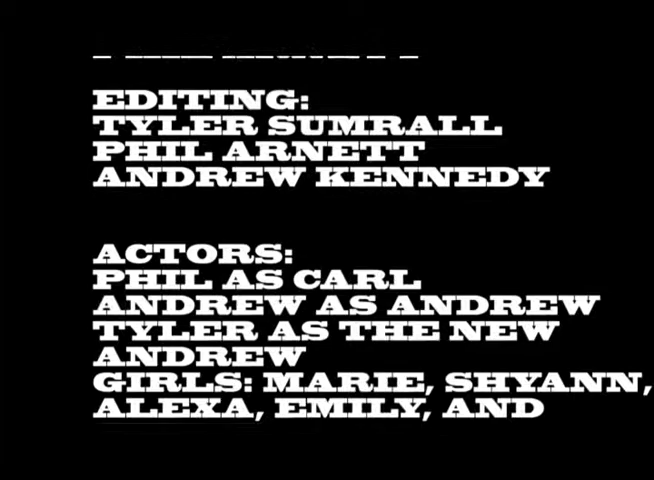 EDITING:
TYLER SUMRALL
PHIL ARNETT
ANDREW KENNEDY
ACTORS:
PHIL AS CARL
ANDREW AS ANDREW
TYLER AS THE NEW
ANDREW
GIRLS: MARIE, SHYANN,
ALEXA, EMILY, AND